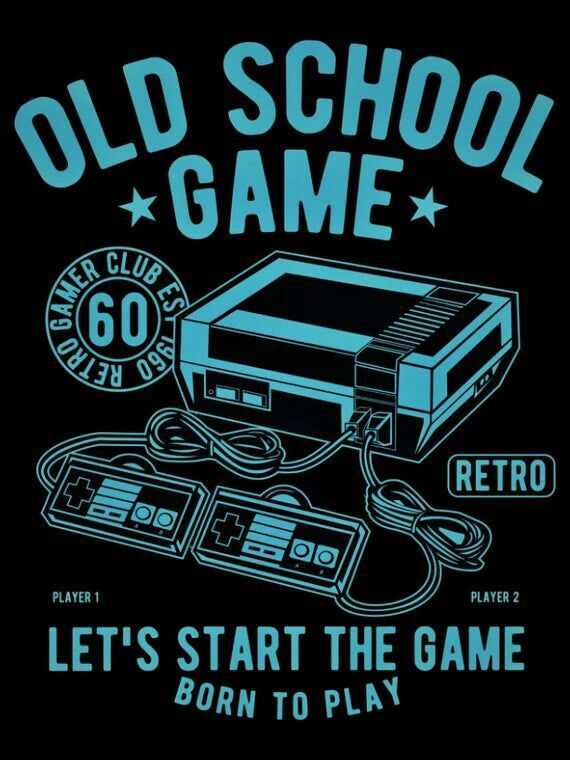 OLD SCHOOL
GAME
RETRO GAMER CLUB EST 1960
60
RETRO
A B
A B
PLAYER 1
PLAYER 2
LET'S START THE GAME
BORN TO PLAY